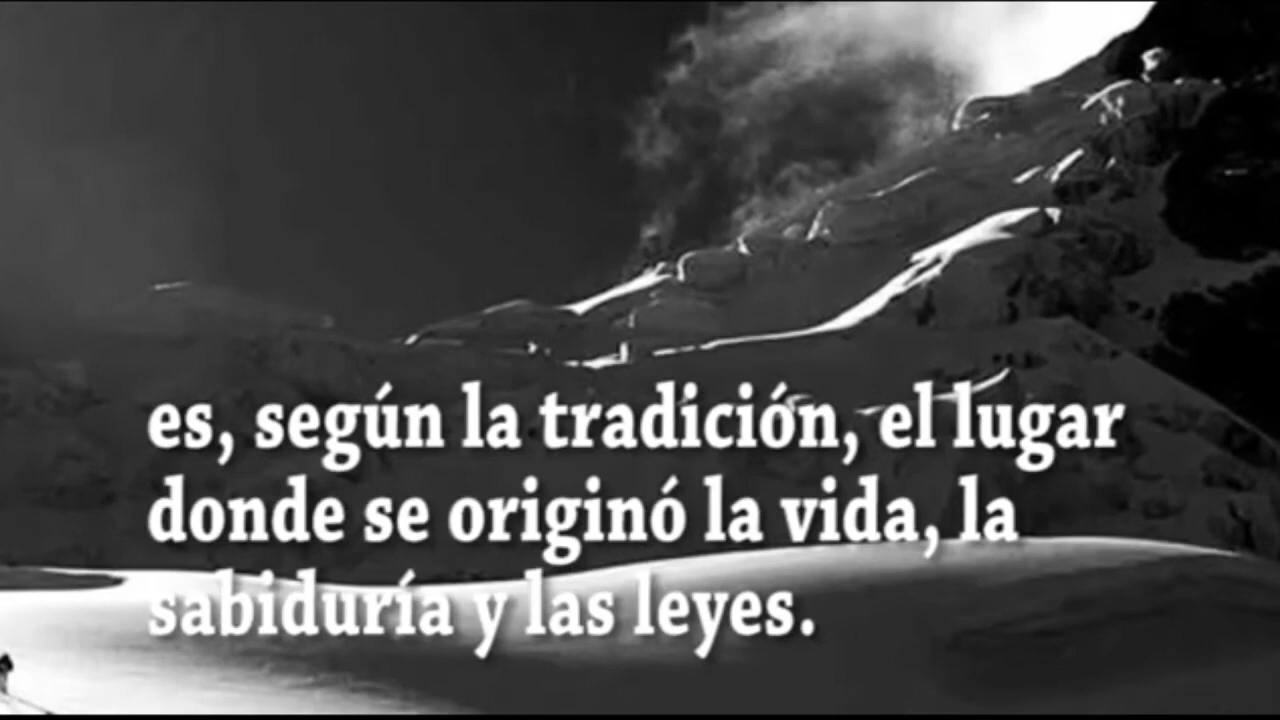 es, según la tradición, el lugar
donde se originó la vida, la
sabiduría y las leyes.